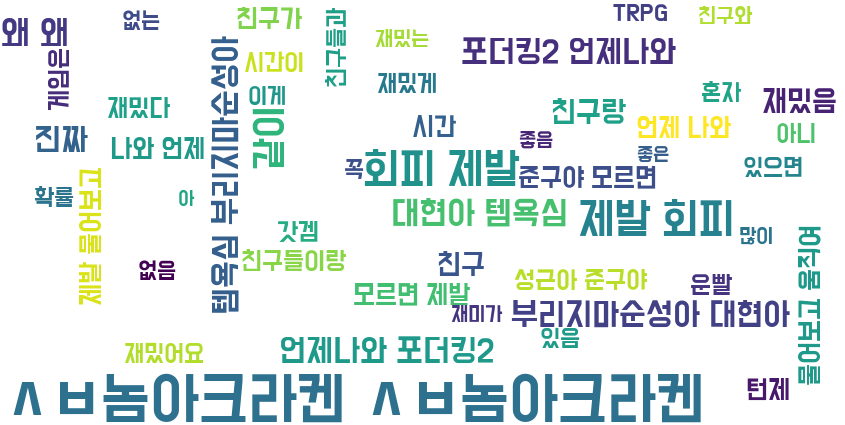 왜 왜
없는
친구가
친구들과
TRPG
친구와
게임은
시간이
재밌는
포더킹2 언제나와
재밌다
이게
재밌게
친구랑
혼자
재밌음
진짜
나와 언제
템욕심 부리지마순성아
같이
시간
좋음
언제 나와
아니
꼭
회피 제발
좋은
준구야 모르면
있으면
확률
아
제발 물어보고
대현아 템욕심
제발 회피
많이
갓겜
없음
친구들이랑
친구
성근아 준구야
운빨
모르면 제발
재미가
부리지마순성아 대현아
물어보고 움직여
재밌어요
언제나와 포더킹2
있음
ㅅㅂ놈아크라켄 ㅅㅂ놈아크라켄
턴제